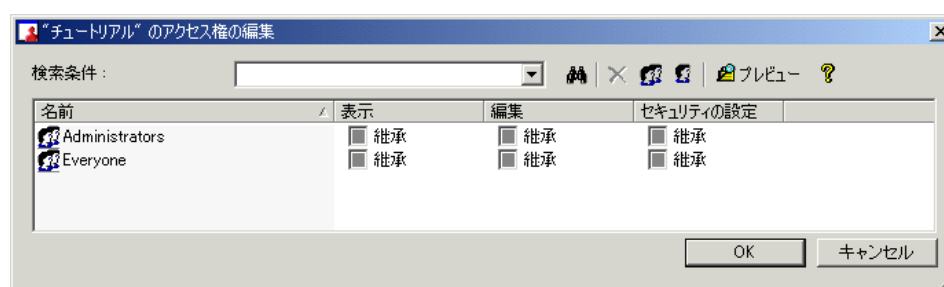 “チュートリアル” のアクセス権の編集
検索条件： プレビュー
名前 表示 編集 セキュリティの設定
Administrators 継承 継承 継承
Everyone 継承 継承 継承
OK キャンセル